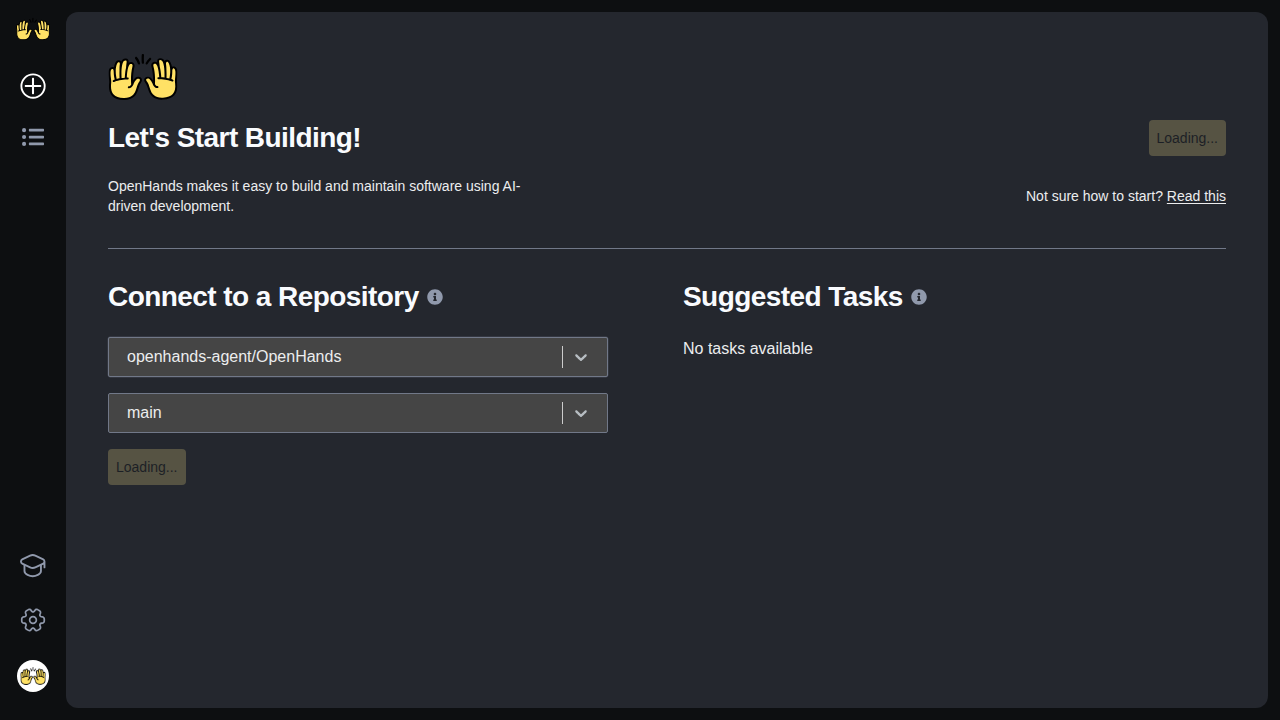 Let's Start Building!
Loading...
OpenHands makes it easy to build and maintain software using AI-
driven development.
Not sure how to start? Read this
Connect to a Repository
openhands-agent/OpenHands
main
Loading...
Suggested Tasks
No tasks available